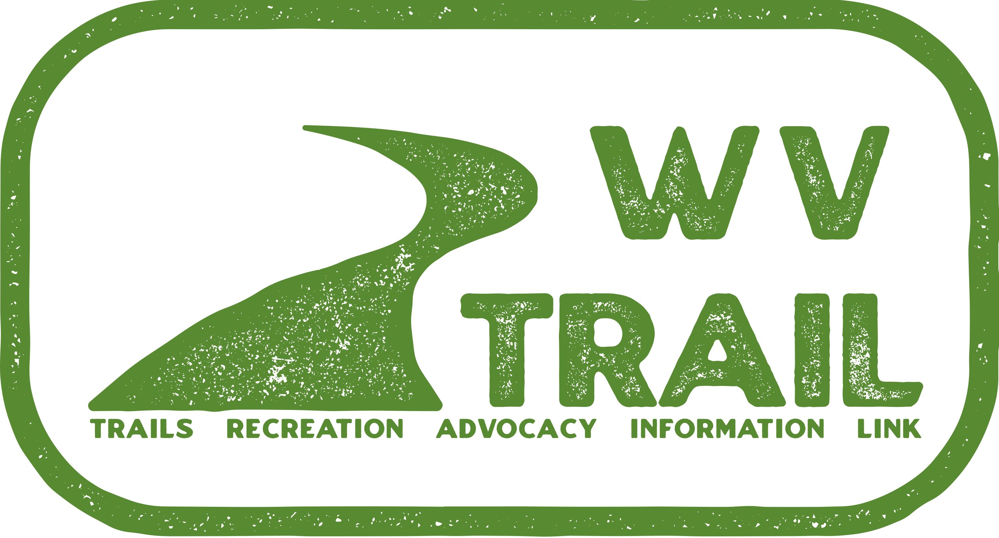 WV
TRAIL
TRAILS RECREATION ADVOCACY INFORMATION LINK